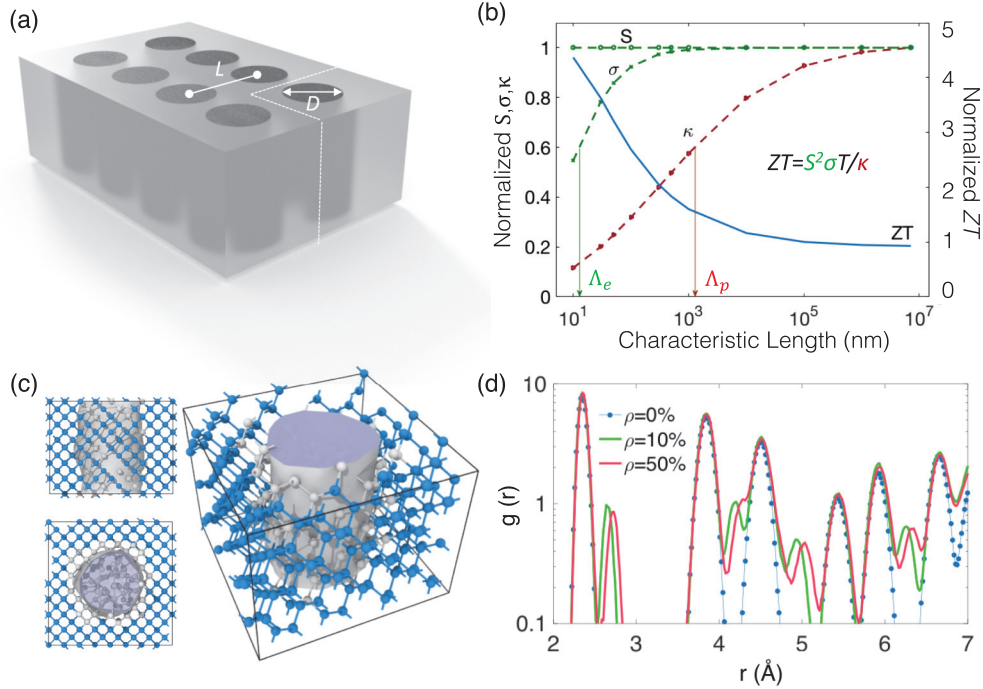 (a)
L
D
(b)
S
σ
κ
ZT=S²σT/κ
ZT
Λₑ
Λₚ
Normalized S,σ,κ
1
0.8
0.6
0.4
0.2
0
Normalized ZT
5
4
3
2
1
0
10¹ 10³ 10⁵ 10⁷
Characteristic Length (nm)
(c)
(d)
ρ=0%
ρ=10%
ρ=50%
g (r)
10
1
0.1
2 3 4 5 6 7
r (Å)